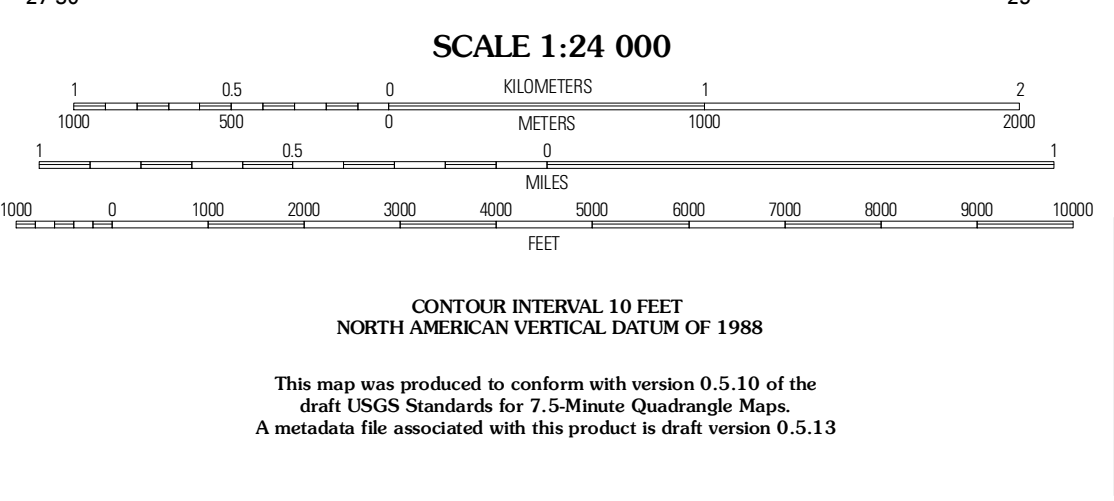 SCALE 1:24 000
1 0.5 0 KILOMETERS 1 2
1000 500 0 METERS 1000 2000
1 0.5 0 1
MILES
1000 0 1000 2000 3000 4000 5000 6000 7000 8000 9000 10000
FEET
CONTOUR INTERVAL 10 FEET
NORTH AMERICAN VERTICAL DATUM OF 1988
This map was produced to conform with version 0.5.10 of the
draft USGS Standards for 7.5-Minute Quadrangle Maps.
A metadata file associated with this product is draft version 0.5.13